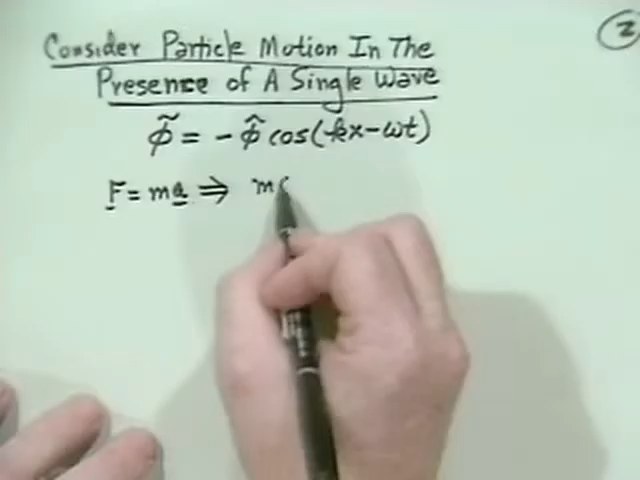 2
Consider Particle Motion In The
Presence of A Single Wave
ϕ̃ = - ϕ̂ cos(kx-ωt)
F = ma ⇒ m